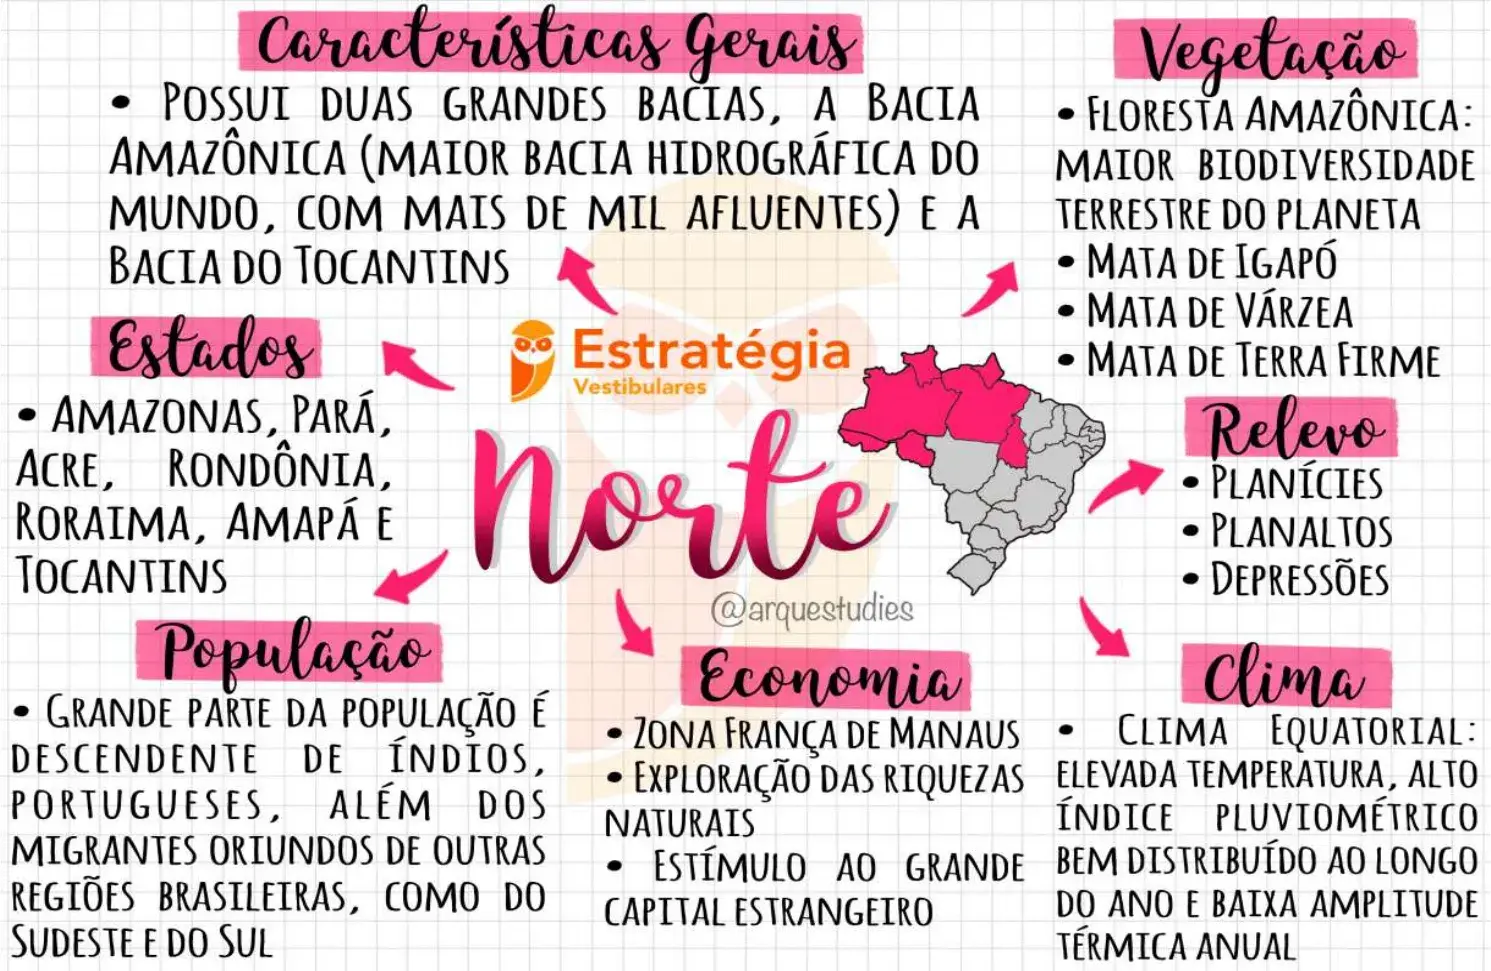 Características Gerais
• Possui duas grandes bacias, a Bacia
Amazônica (maior bacia hidrográfica do
mundo, com mais de mil afluentes) e a
Bacia do Tocantins
Vegetação
• Floresta Amazônica:
maior biodiversidade
terrestre do planeta
• Mata de Igapó
• Mata de Várzea
• Mata de Terra Firme
Estados
• Amazonas, Pará,
Acre, Rondônia,
Roraima, Amapá e
Tocantins
Estratégia
Vestibulares
Norte
@arquestudies
Relevo
• Planícies
• Planaltos
• Depressões
População
• Grande parte da população é
descendente de índios,
portugueses, além dos
migrantes oriundos de outras
regiões brasileiras, como do
Sudeste e do Sul
Economia
• Zona França de Manaus
• Exploração das riquezas
naturais
• Estímulo ao grande
capital estrangeiro
Clima
• Clima Equatorial:
elevada temperatura, alto
índice pluviométrico
bem distribuído ao longo
do ano e baixa amplitude
térmica anual